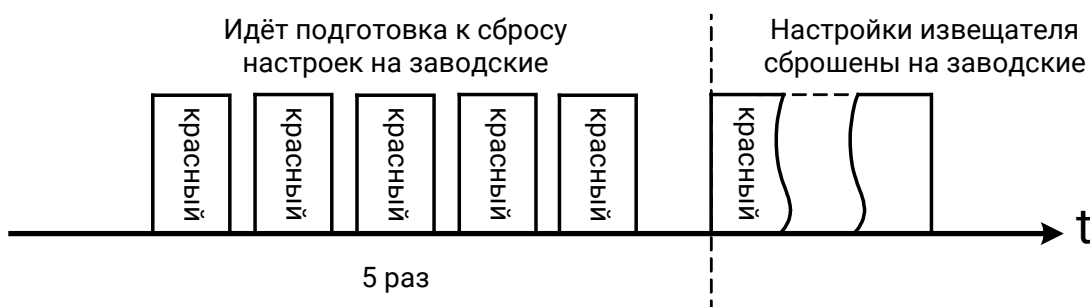 Идёт подготовка к сбросу
настроек на заводские
Настройки извещателя
сброшены на заводские
красный
красный
красный
красный
красный
красный
t
5 раз